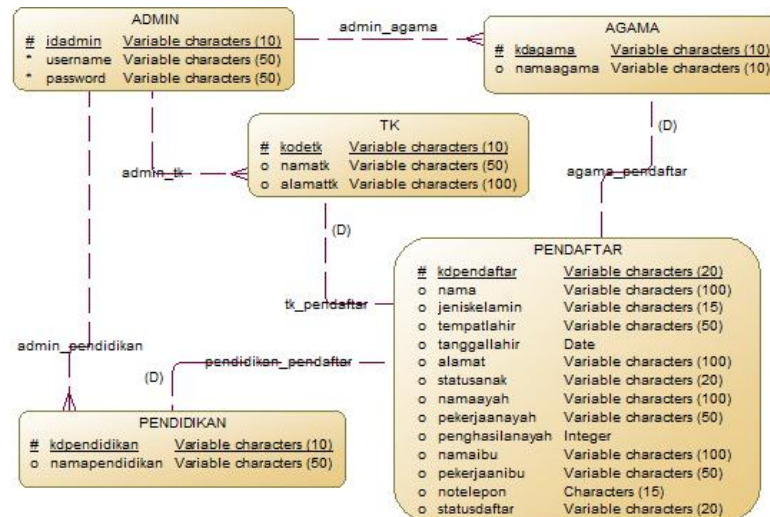 ADMIN
# idadmin Variable characters (10)
* username Variable characters (50)
* password Variable characters (50)
admin_agama
AGAMA
# kdagama Variable characters (10)
o namaagama Variable characters (10)
TK
# kodetk Variable characters (10)
o namatk Variable characters (50)
o alamattk Variable characters (100)
admin_tk
(D)
agama_pendaftar
(D)
tk_pendaftar
PENDAFTAR
# kdpendaftar Variable characters (20)
o nama Variable characters (100)
o jeniskelamin Variable characters (15)
o tempatlahir Variable characters (50)
o tanggallahir Date
o alamat Variable characters (100)
o statusanak Variable characters (20)
o namaayah Variable characters (100)
o pekerjaanayah Variable characters (50)
o penghasilanayah Integer
o namaibu Variable characters (100)
o pekerjaanibu Variable characters (50)
o notelepon Characters (15)
o statusdaftar Variable characters (20)
admin_pendidikan
pendidikan_pendaftar
(D)
PENDIDIKAN
# kdpendidikan Variable characters (10)
o namapendidikan Variable characters (50)